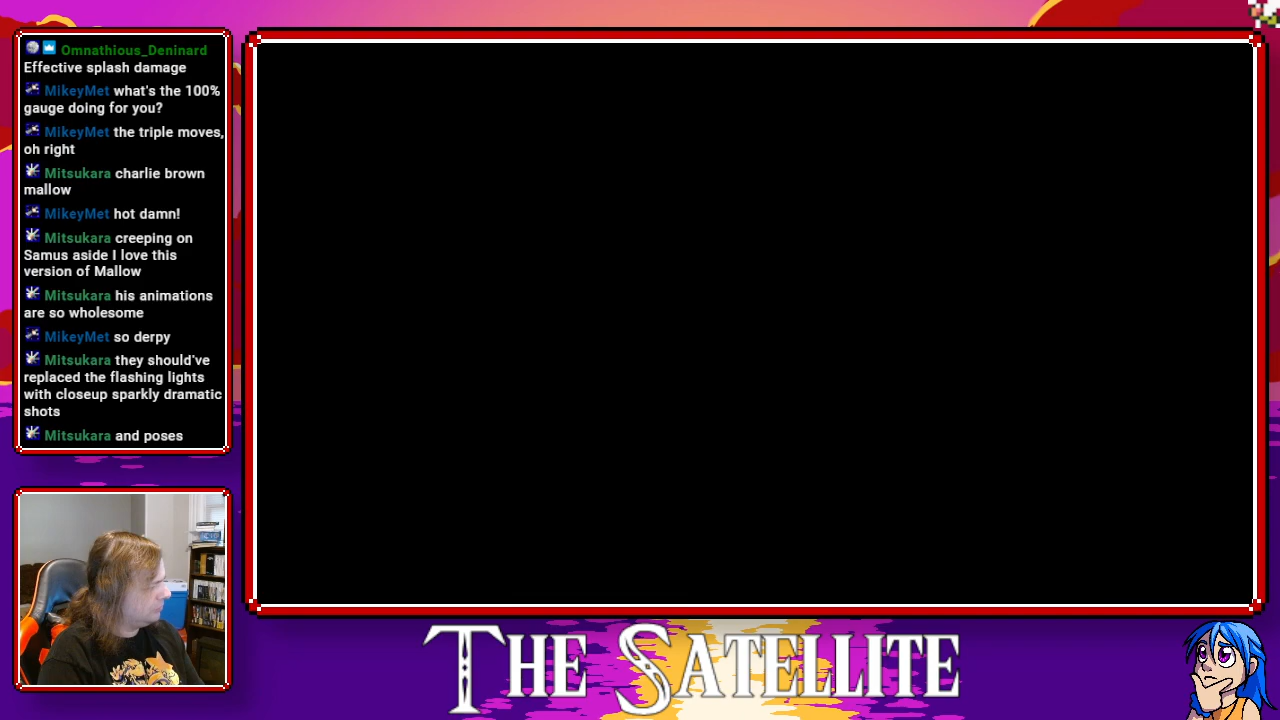 Omnathious_Deninard
Effective splash damage
MikeyMet what's the 100%
gauge doing for you?
MikeyMet the triple moves,
oh right
Mitsukara charlie brown
mallow
MikeyMet hot damn!
Mitsukara creeping on
Samus aside I love this
version of Mallow
Mitsukara his animations
are so wholesome
MikeyMet so derpy
Mitsukara they should've
replaced the flashing lights
with closeup sparkly dramatic
shots
Mitsukara and poses
THE SATELLITE